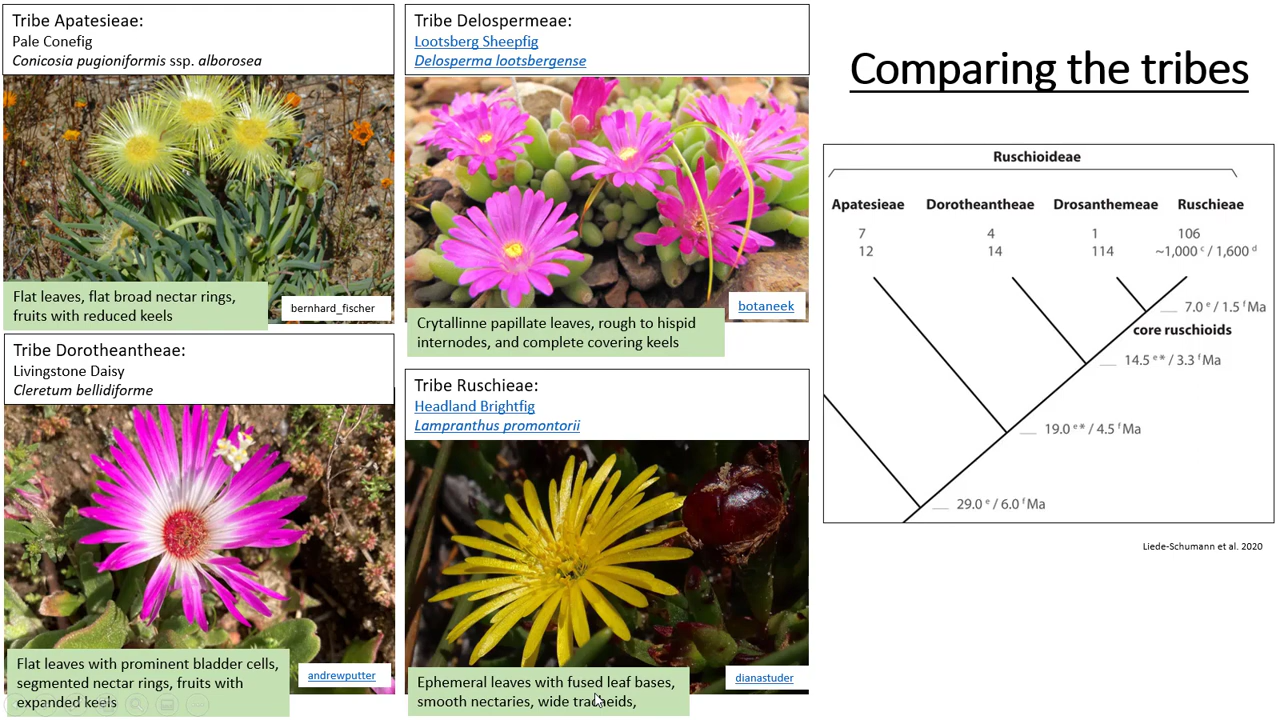 Tribe Apatesieae:
Pale Conefig
Conicosia pugioniformis ssp. alborosea
Flat leaves, flat broad nectar rings,
fruits with reduced keels
bernhard_fischer
Tribe Delospermeae:
Lootsberg Sheepfig
Delosperma lootsbergense
botaneek
Crytallinne papillate leaves, rough to hispid
internodes, and complete covering keels
Tribe Dorotheantheae:
Livingstone Daisy
Cleretum bellidiforme
Flat leaves with prominent bladder cells,
segmented nectar rings, fruits with
expanded keels
andrewputter
Tribe Ruschieae:
Headland Brightfig
Lampranthus promontorii
Ephemeral leaves with fused leaf bases,
smooth nectaries, wide tracheids,
dianastuder
Comparing the tribes
Ruschioideae
Apatesieae Dorotheantheae Drosanthemeae Ruschieae
7 4 1 106
12 14 114 ~1,000 c / 1,600 d
7.0 e / 1.5 f Ma
core ruschioids
14.5 e* / 3.3 f Ma
19.0 e* / 4.5 f Ma
29.0 e / 6.0 f Ma
Liede-Schumann et al. 2020